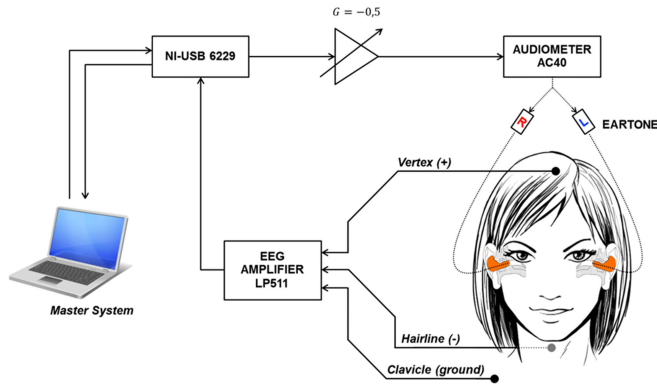 G = −0,5
NI-USB 6229
AUDIOMETER
AC40
R
L
EARTONE
Vertex (+)
EEG
AMPLIFIER
LP511
Master System
Hairline (-)
Clavicle (ground)